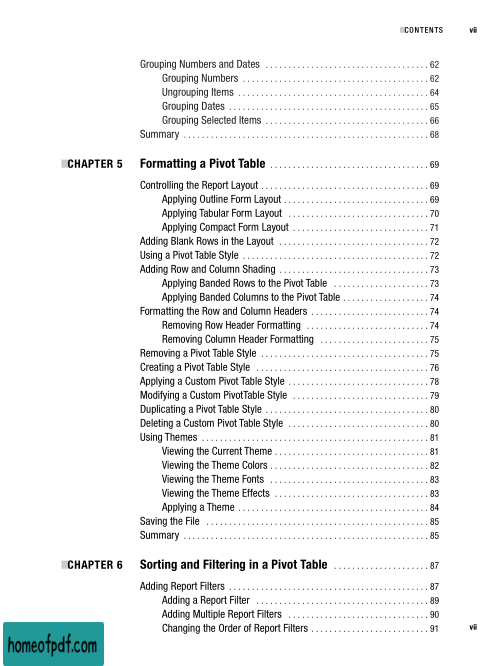 ■CONTENTS vii
Grouping Numbers and Dates . . . . . . . . . . . . . . . . . . . . . . . . . . . . . . . . . . . . 62
Grouping Numbers . . . . . . . . . . . . . . . . . . . . . . . . . . . . . . . . . . . . . . . . . 62
Ungrouping Items . . . . . . . . . . . . . . . . . . . . . . . . . . . . . . . . . . . . . . . . . . 64
Grouping Dates . . . . . . . . . . . . . . . . . . . . . . . . . . . . . . . . . . . . . . . . . . . . 65
Grouping Selected Items . . . . . . . . . . . . . . . . . . . . . . . . . . . . . . . . . . . . 66
Summary . . . . . . . . . . . . . . . . . . . . . . . . . . . . . . . . . . . . . . . . . . . . . . . . . . . . . . 68
■CHAPTER 5 Formatting a Pivot Table . . . . . . . . . . . . . . . . . . . . . . . . . . . . . . . . . . . 69
Controlling the Report Layout . . . . . . . . . . . . . . . . . . . . . . . . . . . . . . . . . . . . . 69
Applying Outline Form Layout . . . . . . . . . . . . . . . . . . . . . . . . . . . . . . . . 69
Applying Tabular Form Layout . . . . . . . . . . . . . . . . . . . . . . . . . . . . . . . 70
Applying Compact Form Layout . . . . . . . . . . . . . . . . . . . . . . . . . . . . . . 71
Adding Blank Rows in the Layout . . . . . . . . . . . . . . . . . . . . . . . . . . . . . . . . . 72
Using a Pivot Table Style . . . . . . . . . . . . . . . . . . . . . . . . . . . . . . . . . . . . . . . . . 72
Adding Row and Column Shading . . . . . . . . . . . . . . . . . . . . . . . . . . . . . . . . . 73
Applying Banded Rows to the Pivot Table . . . . . . . . . . . . . . . . . . . . . 73
Applying Banded Columns to the Pivot Table . . . . . . . . . . . . . . . . . . . 74
Formatting the Row and Column Headers . . . . . . . . . . . . . . . . . . . . . . . . . . 74
Removing Row Header Formatting . . . . . . . . . . . . . . . . . . . . . . . . . . . 74
Removing Column Header Formatting . . . . . . . . . . . . . . . . . . . . . . . . 75
Removing a Pivot Table Style . . . . . . . . . . . . . . . . . . . . . . . . . . . . . . . . . . . . . 75
Creating a Pivot Table Style . . . . . . . . . . . . . . . . . . . . . . . . . . . . . . . . . . . . . . 76
Applying a Custom Pivot Table Style . . . . . . . . . . . . . . . . . . . . . . . . . . . . . . . 78
Modifying a Custom PivotTable Style . . . . . . . . . . . . . . . . . . . . . . . . . . . . . . 79
Duplicating a Pivot Table Style . . . . . . . . . . . . . . . . . . . . . . . . . . . . . . . . . . . . 80
Deleting a Custom Pivot Table Style . . . . . . . . . . . . . . . . . . . . . . . . . . . . . . . 80
Using Themes . . . . . . . . . . . . . . . . . . . . . . . . . . . . . . . . . . . . . . . . . . . . . . . . . . 81
Viewing the Current Theme . . . . . . . . . . . . . . . . . . . . . . . . . . . . . . . . . . 81
Viewing the Theme Colors . . . . . . . . . . . . . . . . . . . . . . . . . . . . . . . . . . . 82
Viewing the Theme Fonts . . . . . . . . . . . . . . . . . . . . . . . . . . . . . . . . . . . 83
Viewing the Theme Effects . . . . . . . . . . . . . . . . . . . . . . . . . . . . . . . . . . 83
Applying a Theme . . . . . . . . . . . . . . . . . . . . . . . . . . . . . . . . . . . . . . . . . . 84
Saving the File . . . . . . . . . . . . . . . . . . . . . . . . . . . . . . . . . . . . . . . . . . . . . . . . . 85
Summary . . . . . . . . . . . . . . . . . . . . . . . . . . . . . . . . . . . . . . . . . . . . . . . . . . . . . . 85
■CHAPTER 6 Sorting and Filtering in a Pivot Table . . . . . . . . . . . . . . . . . . . . . 87
Adding Report Filters . . . . . . . . . . . . . . . . . . . . . . . . . . . . . . . . . . . . . . . . . . . . 87
Adding a Report Filter . . . . . . . . . . . . . . . . . . . . . . . . . . . . . . . . . . . . . . 89
Adding Multiple Report Filters . . . . . . . . . . . . . . . . . . . . . . . . . . . . . . . 90
Changing the Order of Report Filters . . . . . . . . . . . . . . . . . . . . . . . . . . 91
vii
homeofpdf.com